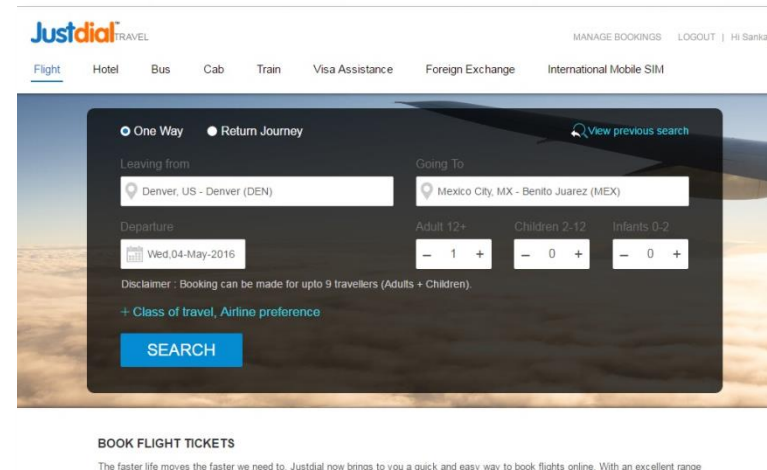 Justdial TRAVEL
MANAGE BOOKINGS LOGOUT | Hi Sanka
Flight Hotel Bus Cab Train Visa Assistance Foreign Exchange International Mobile SIM
One Way Return Journey View previous search
Leaving from Going To
Denver, US - Denver (DEN) Mexico City, MX - Benito Juarez (MEX)
Departure Adult 12+ Children 2-12 Infants 0-2
Wed,04-May-2016 – 1 + – 0 + – 0 +
Disclaimer : Booking can be made for upto 9 travellers (Adults + Children).
+ Class of travel, Airline preference
SEARCH
BOOK FLIGHT TICKETS
The faster life moves the faster we need to. Justdial now brings to you a quick and easy way to book flights online. With an excellent range